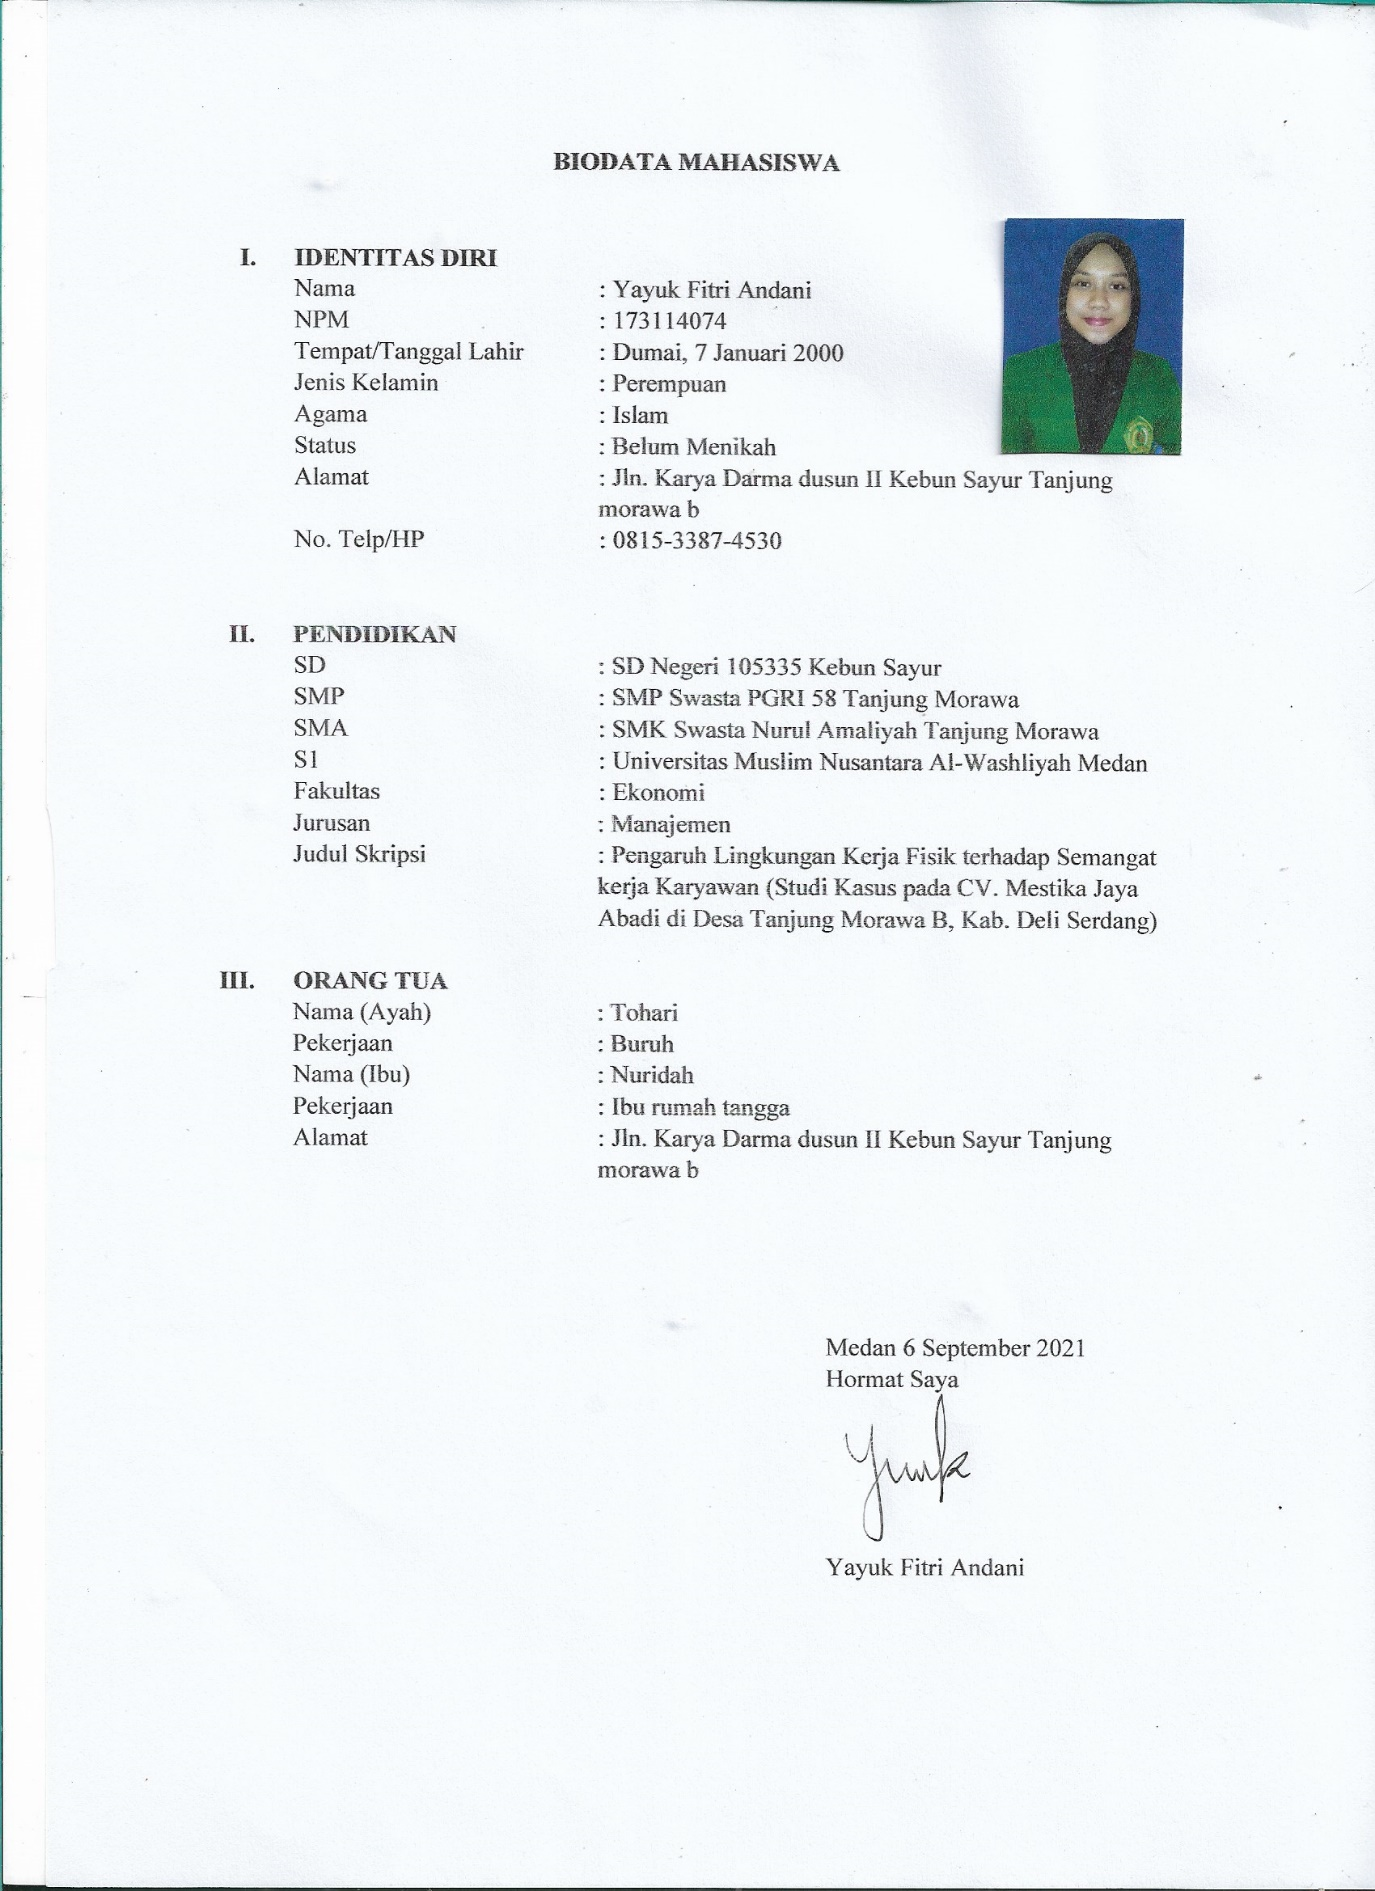 BIODATA MAHASISWA
I. IDENTITAS DIRI
Nama : Yayuk Fitri Andani
NPM : 173114074
Tempat/Tanggal Lahir : Dumai, 7 Januari 2000
Jenis Kelamin : Perempuan
Agama : Islam
Status : Belum Menikah
Alamat : Jln. Karya Darma dusun II Kebun Sayur Tanjung
morawa b
No. Telp/HP : 0815-3387-4530
II. PENDIDIKAN
SD : SD Negeri 105335 Kebun Sayur
SMP : SMP Swasta PGRI 58 Tanjung Morawa
SMA : SMK Swasta Nurul Amaliyah Tanjung Morawa
S1 : Universitas Muslim Nusantara Al-Washliyah Medan
Fakultas : Ekonomi
Jurusan : Manajemen
Judul Skripsi : Pengaruh Lingkungan Kerja Fisik terhadap Semangat
kerja Karyawan (Studi Kasus pada CV. Mestika Jaya
Abadi di Desa Tanjung Morawa B, Kab. Deli Serdang)
III. ORANG TUA
Nama (Ayah) : Tohari
Pekerjaan : Buruh
Nama (Ibu) : Nuridah
Pekerjaan : Ibu rumah tangga
Alamat : Jln. Karya Darma dusun II Kebun Sayur Tanjung
morawa b
Medan 6 September 2021
Hormat Saya
Yayuk Fitri Andani